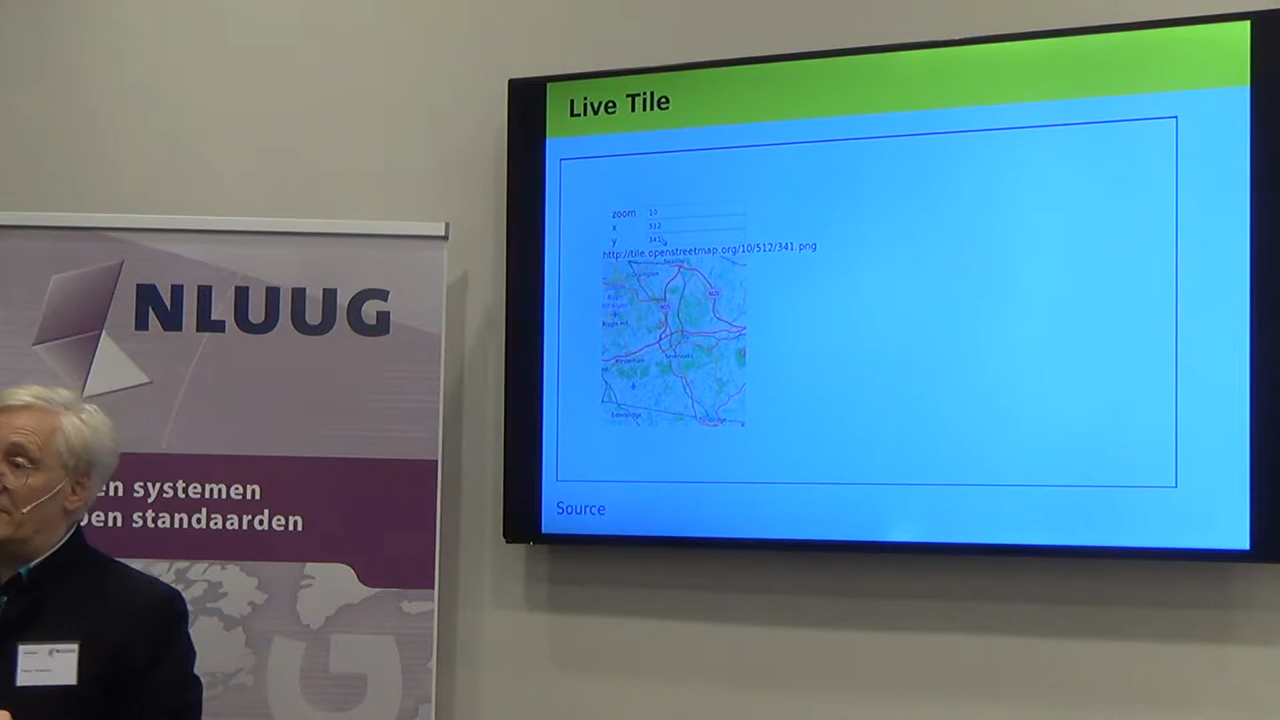 Live Tile
zoom 10
x 512
y 341
http://tile.openstreetmap.org/10/512/341.png
Source
NLUUG
en systemen
pen standaarden
G